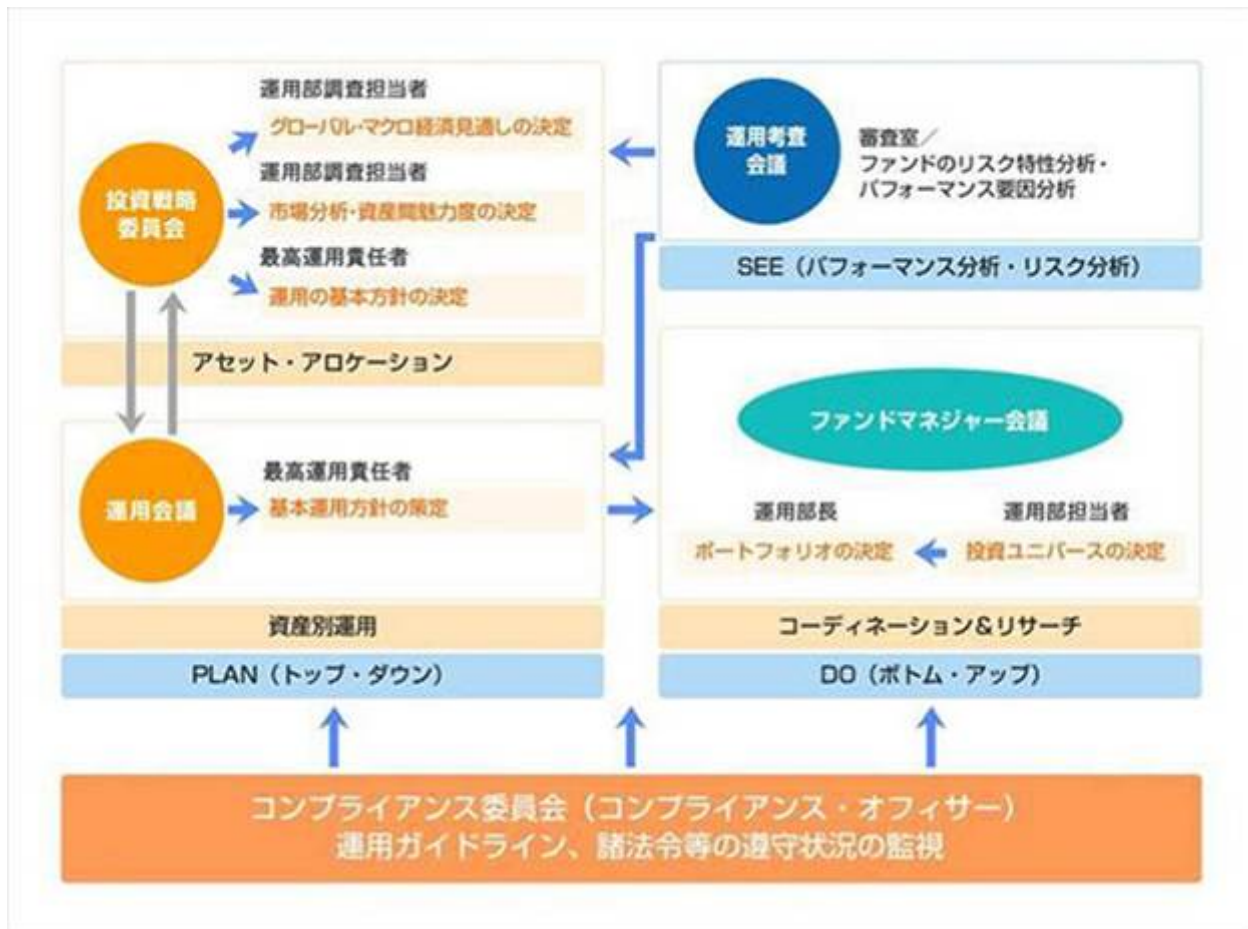 運用部調査担当者
グローバル・マクロ経済見通しの決定
投資戦略
委員会
運用部調査担当者
市場分析・資産間魅力度の決定
最高運用責任者
運用の基本方針の決定
アセット・アロケーション
運用考査
会議
審査室／
ファンドのリスク特性分析・
パフォーマンス要因分析
SEE（パフォーマンス分析・リスク分析）
運用会議
最高運用責任者
基本運用方針の策定
資産別運用
PLAN（トップ・ダウン）
ファンドマネジャー会議
運用部長
運用部担当者
ポートフォリオの決定
投資ユニバースの決定
コーディネーション&リサーチ
DO（ボトム・アップ）
コンプライアンス委員会（コンプライアンス・オフィサー）
運用ガイドライン、諸法令等の遵守状況の監視